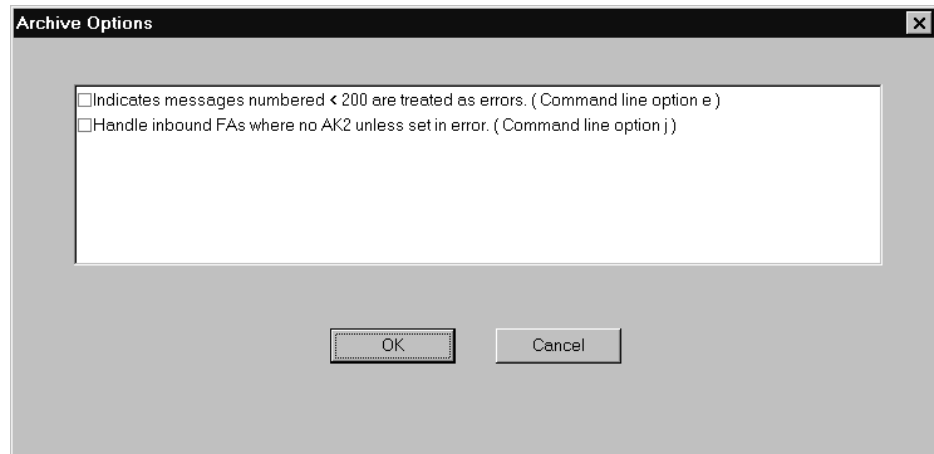 Archive Options
Indicates messages numbered < 200 are treated as errors. ( Command line option e )
Handle inbound FAs where no AK2 unless set in error. ( Command line option j )
OK
Cancel